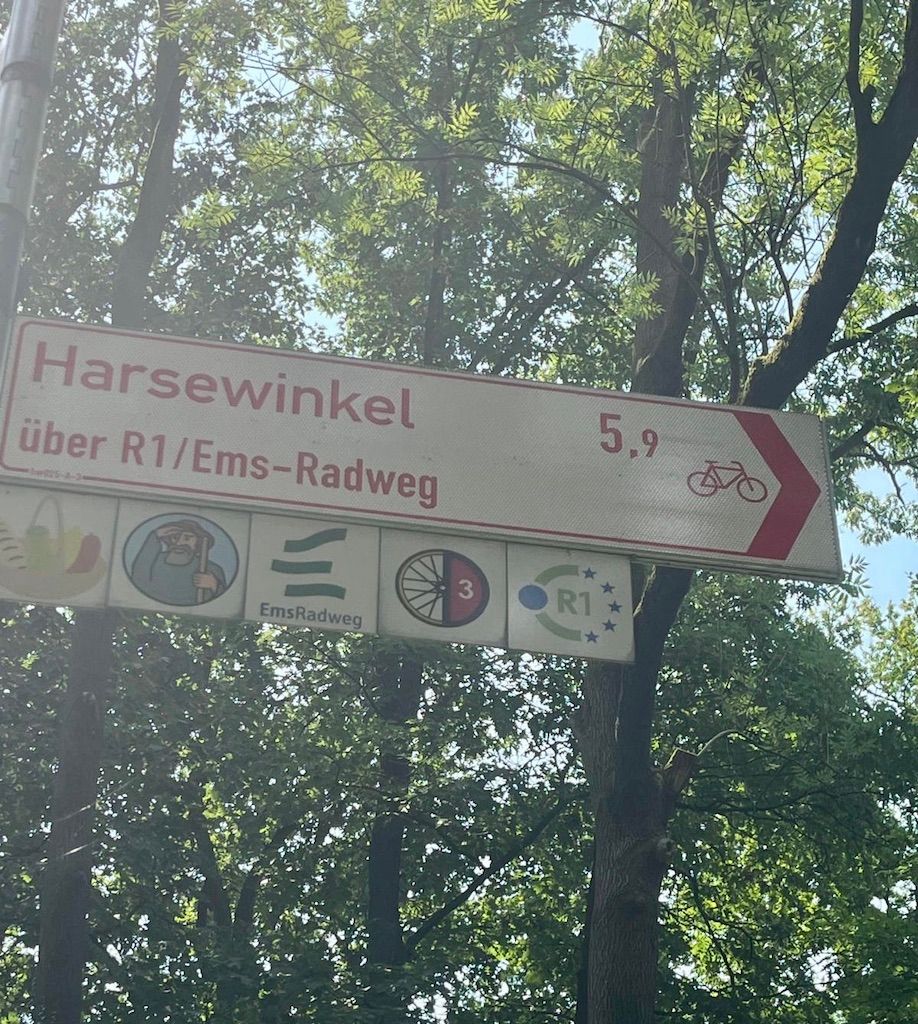 Harsewinkel
5,9
über R1/Ems-Radweg
EmsRadweg
3
R1